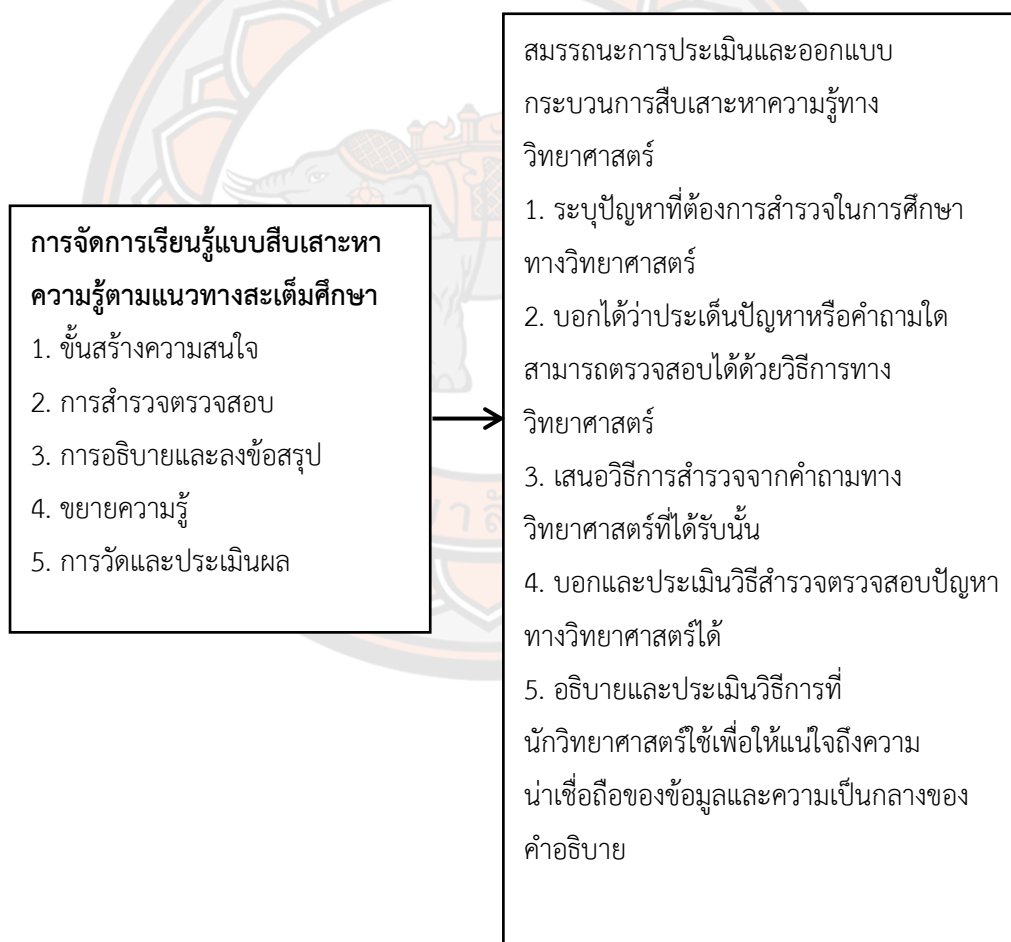 การจัดการเรียนรู้แบบสืบเสาะหา
ความรู้ตามแนวทางสะเต็มศึกษา
1. ขั้นสร้างความสนใจ
2. การสำรวจตรวจสอบ
3. การอธิบายและลงข้อสรุป
4. ขยายความรู้
5. การวัดและประเมินผล
สมรรถนะการประเมินและออกแบบ
กระบวนการสืบเสาะหาความรู้ทาง
วิทยาศาสตร์
1. ระบุปัญหาที่ต้องการสำรวจในการศึกษา
ทางวิทยาศาสตร์
2. บอกได้ว่าประเด็นปัญหาหรือคำถามใด
สามารถตรวจสอบได้ด้วยวิธีการทาง
วิทยาศาสตร์
3. เสนอวิธีการสำรวจจากคำถามทาง
วิทยาศาสตร์ที่ได้รับนั้น
4. บอกและประเมินวิธีสำรวจตรวจสอบปัญหา
ทางวิทยาศาสตร์ได้
5. อธิบายและประเมินวิธีการที่
นักวิทยาศาสตร์ใช้เพื่อให้แน่ใจถึงความ
น่าเชื่อถือของข้อมูลและความเป็นกลางของ
คำอธิบาย